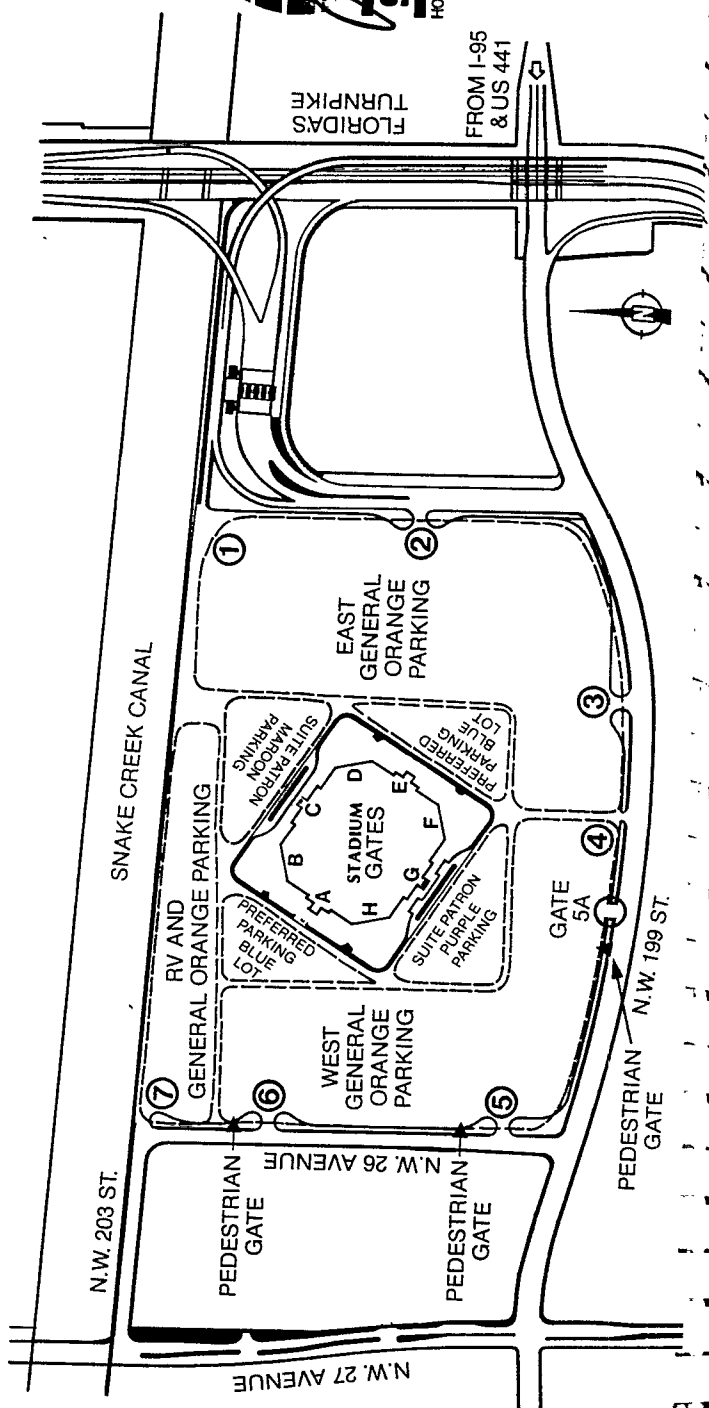 FLORIDA'S
TURNPIKE
FROM I-95
& US 441
SNAKE CREEK CANAL
N.W. 203 ST.
RV AND
GENERAL ORANGE PARKING
SUITE PATRON
MAROON
PARKING
PREFERRED
PARKING
BLUE
LOT
EAST
GENERAL
ORANGE
PARKING
1
2
3
4
5
6
7
A
B
C
D
E
F
G
H
STADIUM
GATES
PREFERRED
PARKING
BLUE
LOT
SUITE PATRON
PURPLE
PARKING
WEST
GENERAL
ORANGE
PARKING
GATE
5A
N.W. 199 ST.
PEDESTRIAN
GATE
PEDESTRIAN
GATE
PEDESTRIAN
GATE
N.W. 26 AVENUE
N.W. 27 AVENUE
N
HO